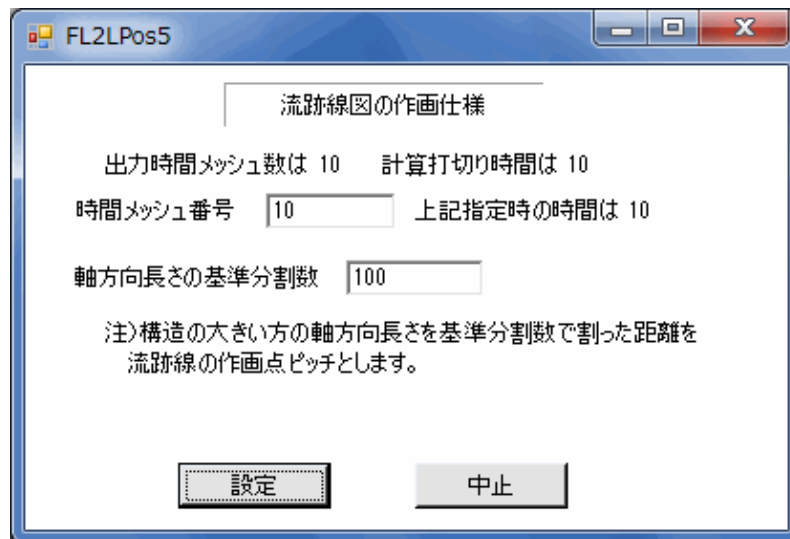 FL2LPos5
流跡線図の作画仕様
出力時間メッシュ数は 10 計算打切り時間は 10
時間メッシュ番号 10 上記指定時の時間は 10
軸方向長さの基準分割数 100
注)構造の大きい方の軸方向長さを基準分割数で割った距離を
流跡線の作画点ピッチとします。
設定 中止